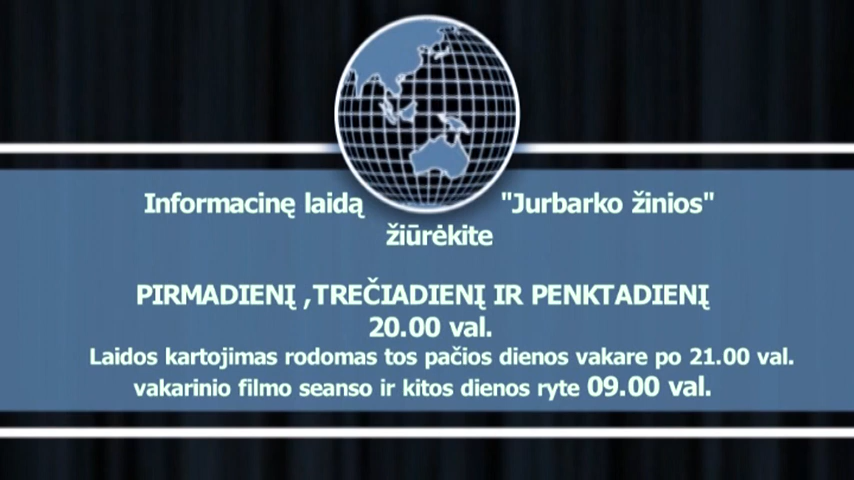 Informacinę laidą "Jurbarko žinios"
žiūrėkite
PIRMADIENĮ ,TREČIADIENĮ IR PENKTADIENĮ
20.00 val.
Laidos kartojimas rodomas tos pačios dienos vakare po 21.00 val.
vakarinio filmo seanso ir kitos dienos ryte 09.00 val.